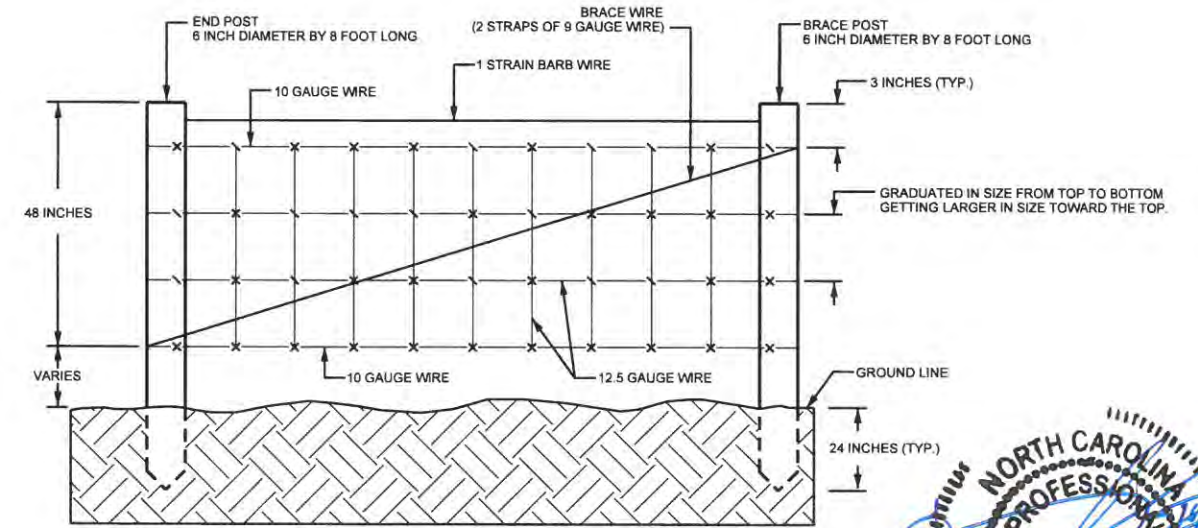 END POST
6 INCH DIAMETER BY 8 FOOT LONG
BRACE WIRE
(2 STRAPS OF 9 GAUGE WIRE)
BRACE POST
6 INCH DIAMETER BY 8 FOOT LONG
1 STRAIN BARB WIRE
10 GAUGE WIRE
3 INCHES (TYP.)
48 INCHES
GRADUATED IN SIZE FROM TOP TO BOTTOM
GETTING LARGER IN SIZE TOWARD THE TOP.
VARIES
10 GAUGE WIRE
12.5 GAUGE WIRE
GROUND LINE
24 INCHES (TYP.)
NORTH CAROLINA